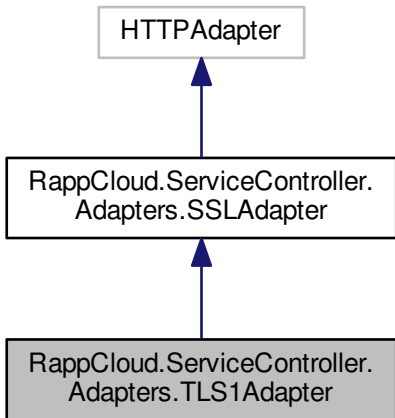 HTTPAdapter
RappCloud.ServiceController.
Adapters.SSLAdapter
RappCloud.ServiceController.
Adapters.TLS1Adapter